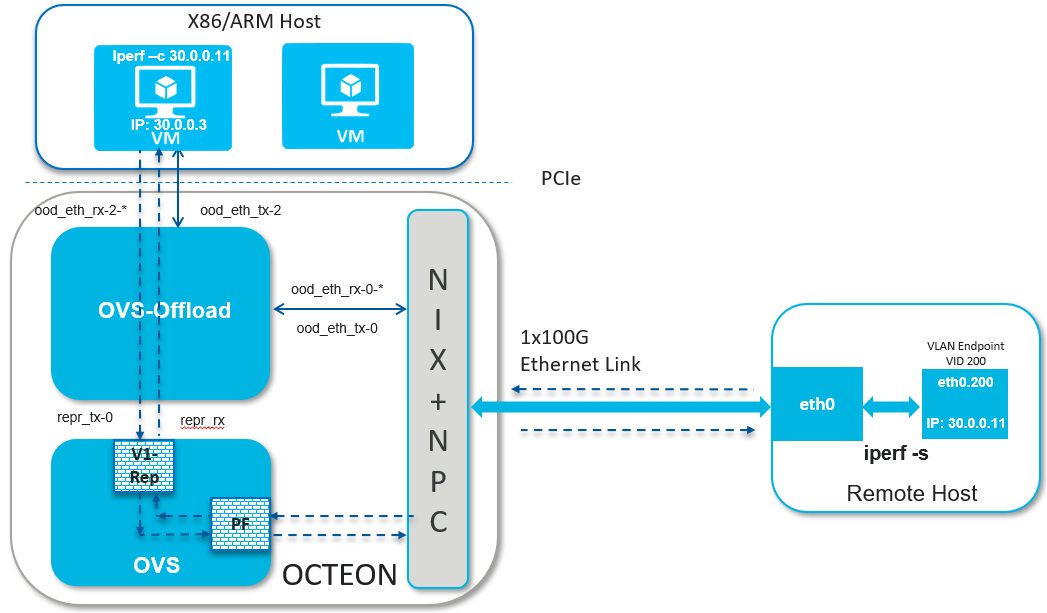 X86/ARM Host
Iperf –c 30.0.0.11
IP: 30.0.0.3
VM
VM
PCIe
ood_eth_rx-2-*
ood_eth_tx-2
OVS-Offload
ood_eth_rx-0-*
ood_eth_tx-0
N
I
X
+
N
P
C
1x100G
Ethernet Link
VLAN Endpoint
VID 200
eth0.200
eth0
IP: 30.0.0.11
iperf -s
Remote Host
repr_tx-0
repr_rx
V1-
Rep
PF
OVS
OCTEON